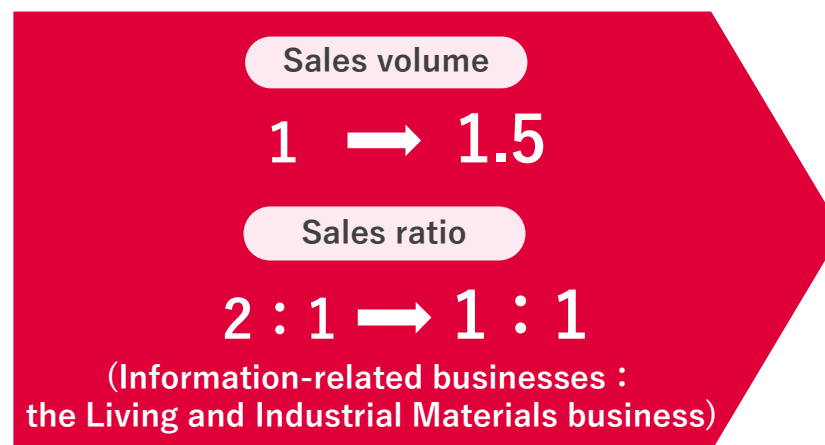 Sales volume
1 ➡ 1.5
Sales ratio
2：1 ➡ 1：1
(Information-related businesses：
the Living and Industrial Materials business)